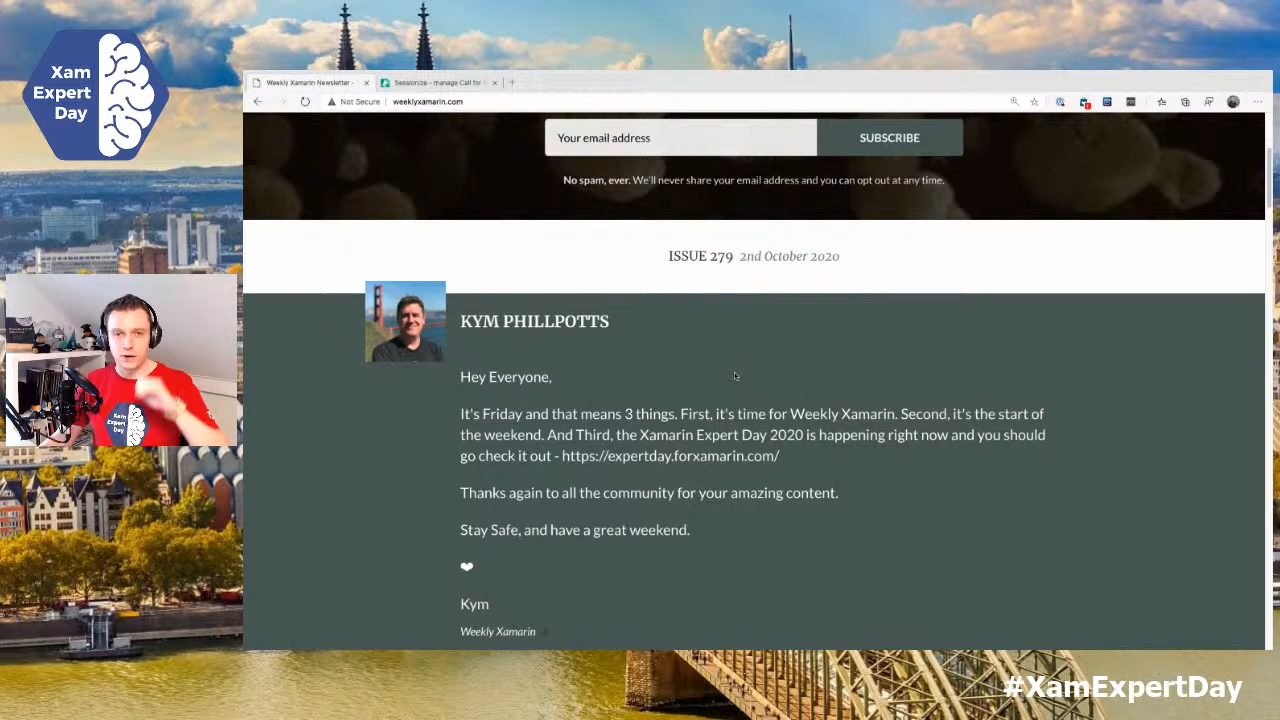 Xam
Expert
Day
Weekly Xamarin Newsletter -
Sessionize - manage Call for
Not Secure
weeklyxamarin.com
Your email address
SUBSCRIBE
No spam, ever. We'll never share your email address and you can opt out at any time.
ISSUE 279 2nd October 2020
KYM PHILLPOTTS
Hey Everyone,
It's Friday and that means 3 things. First, it's time for Weekly Xamarin. Second, it's the start of
the weekend. And Third, the Xamarin Expert Day 2020 is happening right now and you should
go check it out - https://expertday.forxamarin.com/
Thanks again to all the community for your amazing content.
Stay Safe, and have a great weekend.
❤
Kym
Weekly Xamarin
Xam
Expert
Day
#XamExpertDay